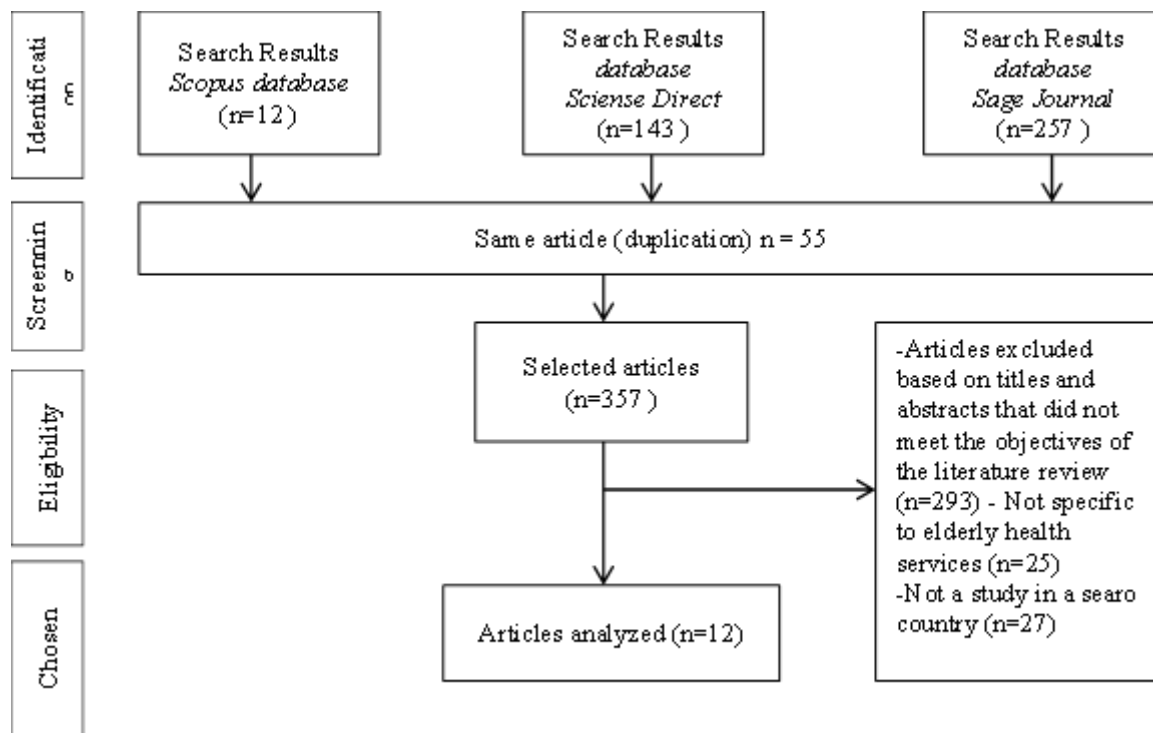 Identificati
Search Results
Scopus database
(n=12 )
Search Results
database
Sciense Direct
(n=143 )
Search Results
database
Sage Journal
(n=257 )
Screennin
g
Same article (duplication) n = 55
Selected articles
(n=357 )
-Articles excluded
based on titles and
abstracts that did not
meet the objectives of
the literature review
(n=293) - Not specific
to elderly health
services (n=25)
-Not a study in a searo
country (n=27)
Eligibility
Articles analyzed (n=12)
Chosen